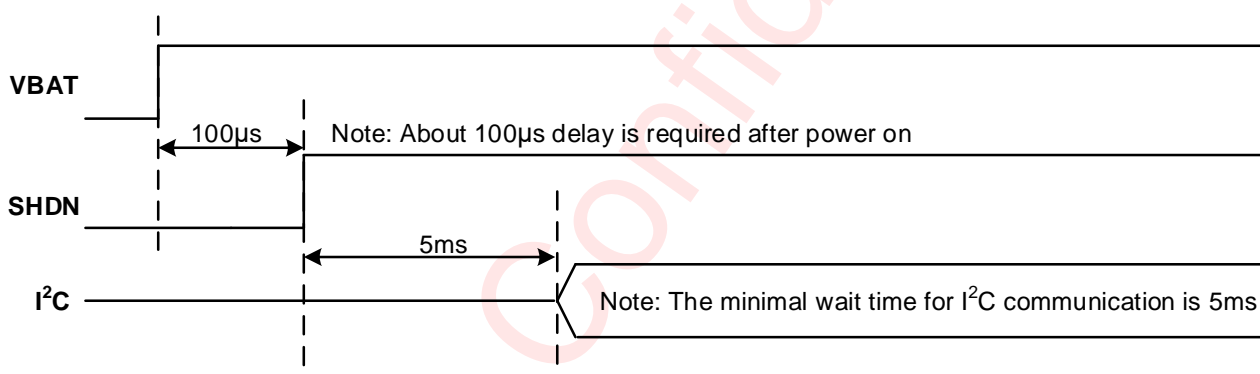 VBAT
100µs
Note: About 100µs delay is required after power on
SHDN
5ms
I²C
Note: The minimal wait time for I²C communication is 5ms
Confid